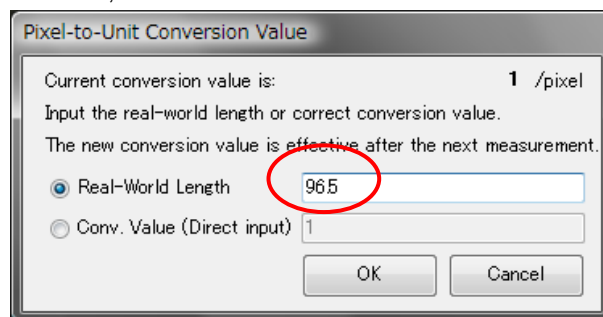 Pixel-to-Unit Conversion Value
Current conversion value is: 1 /pixel
Input the real-world length or correct conversion value.
The new conversion value is effective after the next measurement.
Real-World Length 96.5
Conv. Value (Direct input) 1
OK Cancel